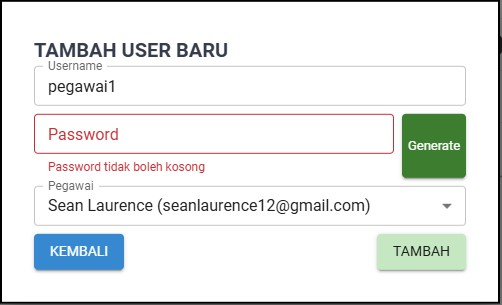 TAMBAH USER BARU
Username
pegawai1
Password
Generate
Password tidak boleh kosong
Pegawai
Sean Laurence (seanlaurence12@gmail.com)
KEMBALI
TAMBAH